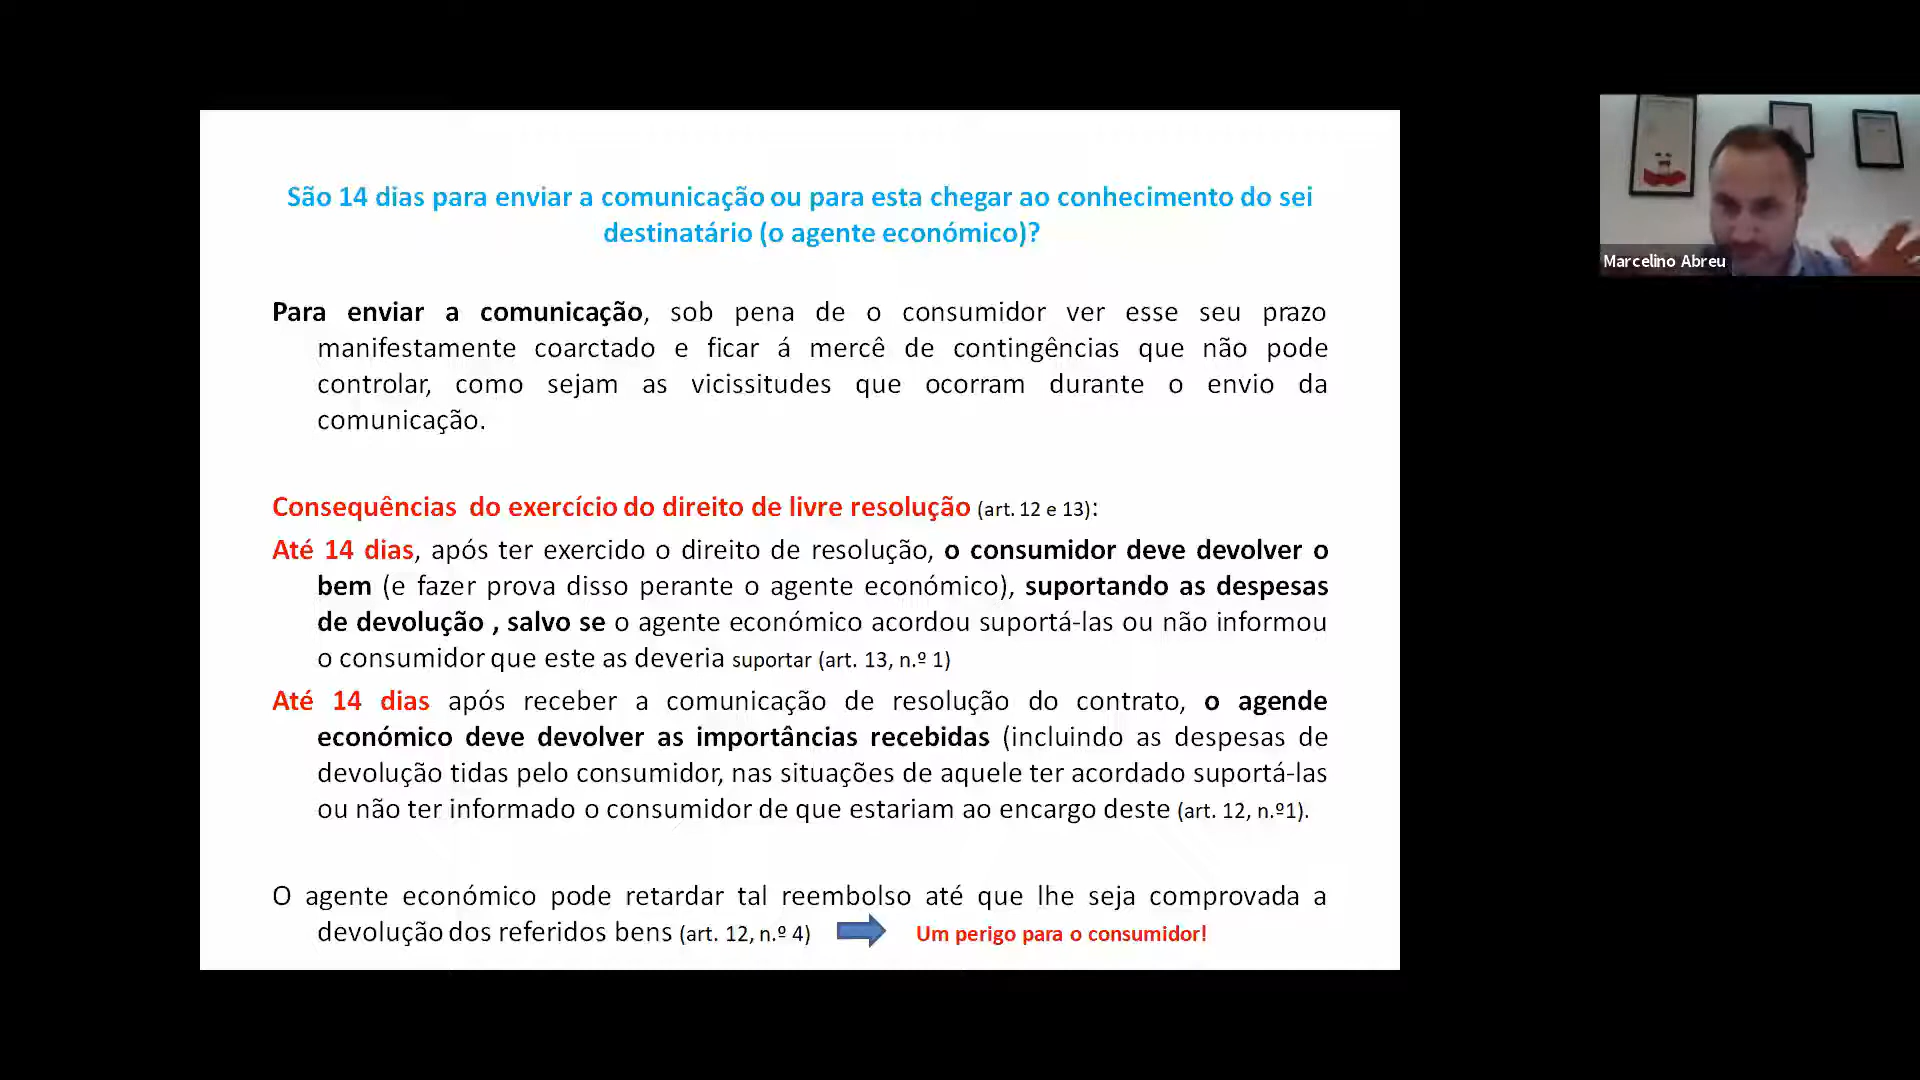 São 14 dias para enviar a comunicação ou para esta chegar ao conhecimento do sei
destinatário (o agente económico)?
Para enviar a comunicação, sob pena de o consumidor ver esse seu prazo
manifestamente coarctado e ficar á mercê de contingências que não pode
controlar, como sejam as vicissitudes que ocorram durante o envio da
comunicação.
Consequências do exercício do direito de livre resolução (art. 12 e 13):
Até 14 dias, após ter exercido o direito de resolução, o consumidor deve devolver o
bem (e fazer prova disso perante o agente económico), suportando as despesas
de devolução , salvo se o agente económico acordou suportá-las ou não informou
o consumidor que este as deveria suportar (art. 13, n.º 1)
Até 14 dias após receber a comunicação de resolução do contrato, o agende
económico deve devolver as importâncias recebidas (incluindo as despesas de
devolução tidas pelo consumidor, nas situações de aquele ter acordado suportá-las
ou não ter informado o consumidor de que estariam ao encargo deste (art. 12, n.º1).
O agente económico pode retardar tal reembolso até que lhe seja comprovada a
devolução dos referidos bens (art. 12, n.º 4) Um perigo para o consumidor!
Marcelino Abreu